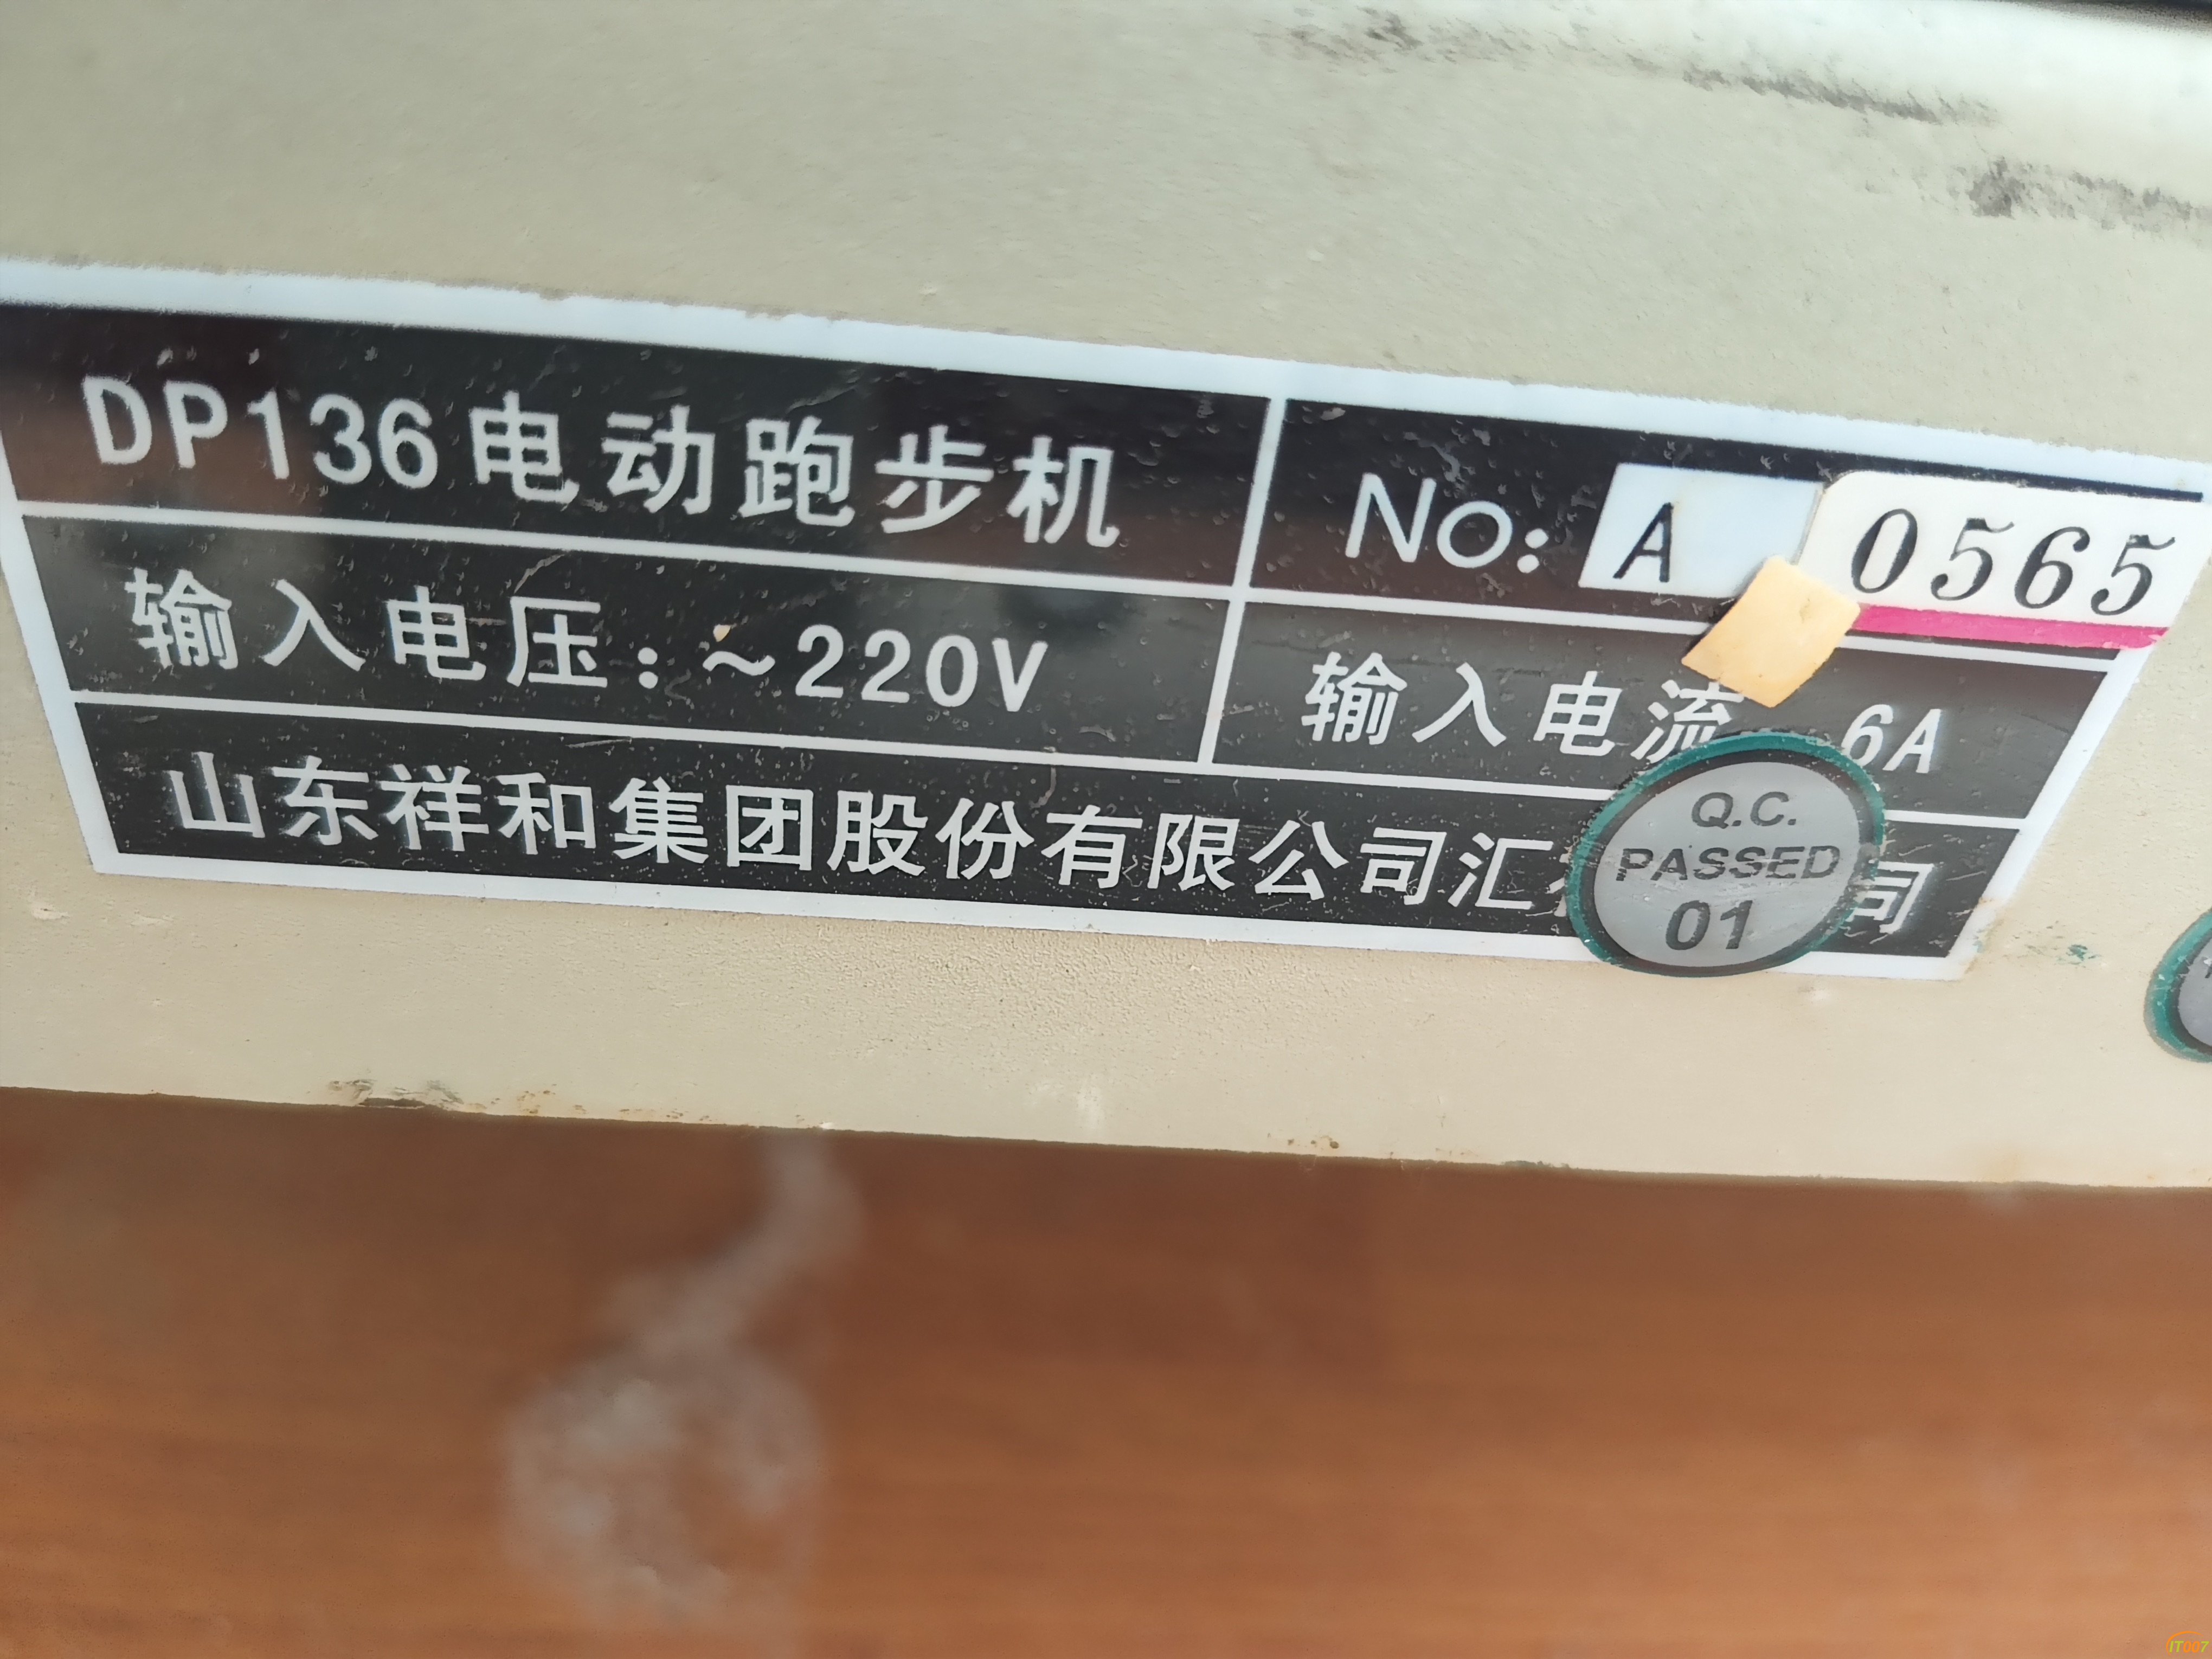 DP136电动跑步机 No: A 0565
输入电压:~220V 输入电流 6A
山东祥和集团股份有限公司汇 司
Q.C.
PASSED
01
IT007